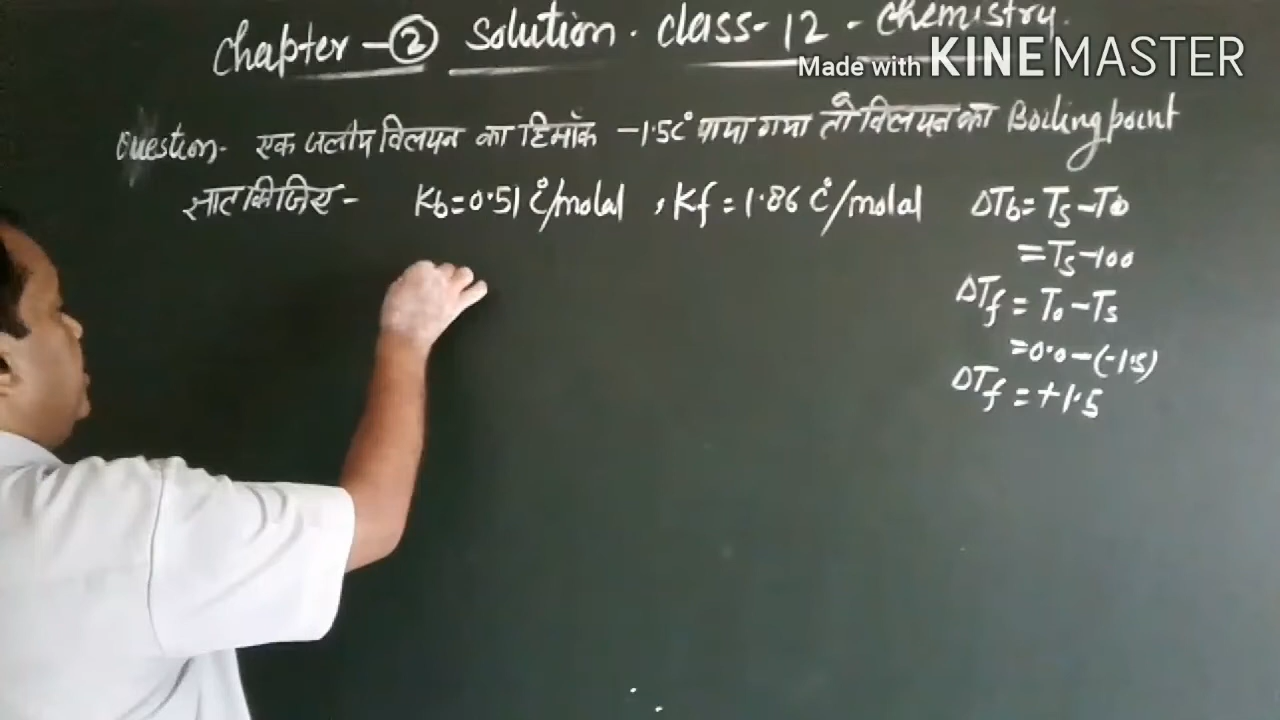 Chapter-② Solution. class-12 - Chemistry.
Made with KINEMASTER
Question- एक जलीय विलयन का हिमांक -1.5C° पाया गया तो विलयन का Boiling point
ज्ञात किजिए - Kb=0.51 C°/molal , Kf = 1.86 C°/molal
ΔTb= Ts-To
=Ts-100
ΔTf = To-Ts
=0.0-(-1.5)
ΔTf = +1.5